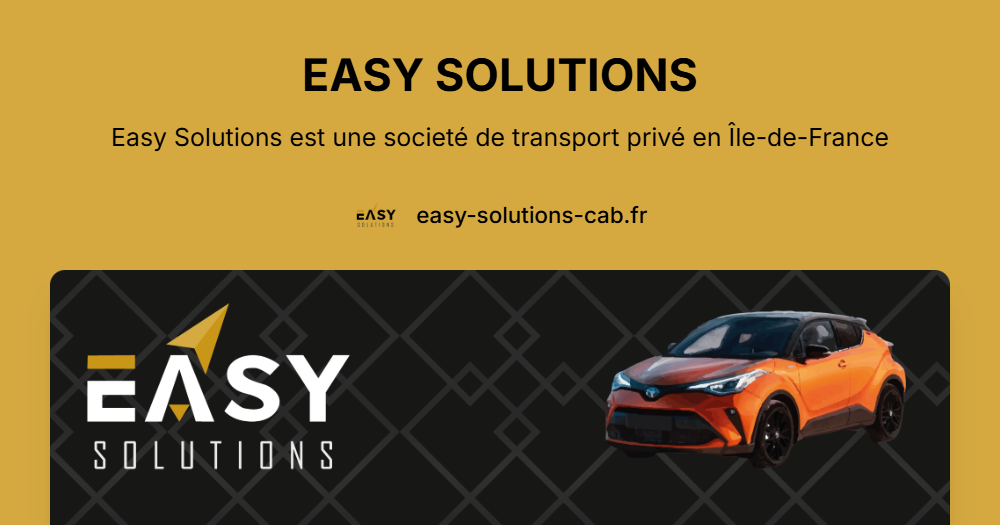 EASY SOLUTIONS
Easy Solutions est une societé de transport privé en Île-de-France
EASY
SOLUTIONS
easy-solutions-cab.fr
EASY
SOLUTIONS